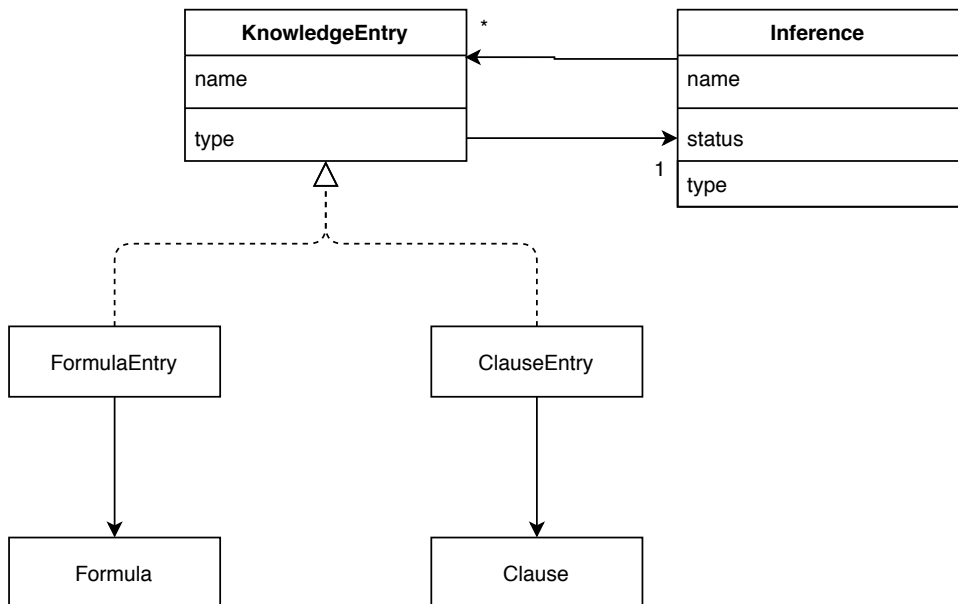 KnowledgeEntry
name
type
*
Inference
name
status
type
1
FormulaEntry
ClauseEntry
Formula
Clause